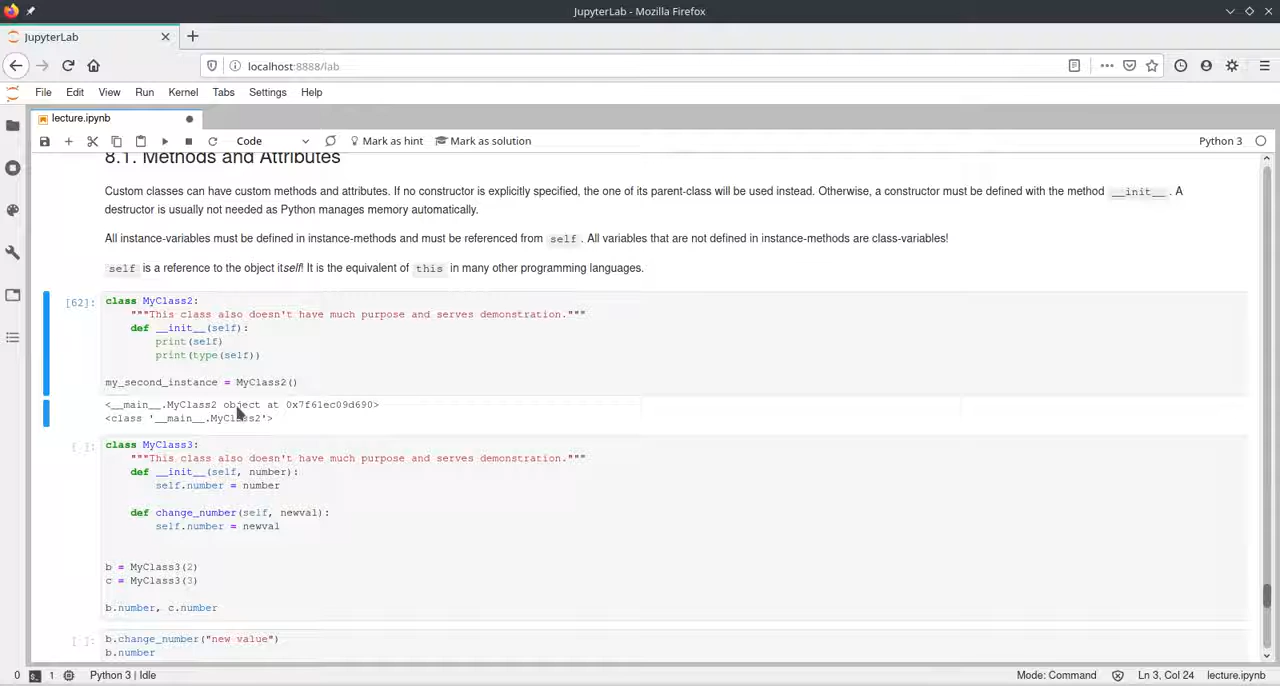 JupyterLab - Mozilla Firefox
JupyterLab
localhost:8888/lab
File Edit View Run Kernel Tabs Settings Help
lecture.ipynb
Code Mark as hint Mark as solution Python 3
8.1. Methods and Attributes
Custom classes can have custom methods and attributes. If no constructor is explicitly specified, the one of its parent-class will be used instead. Otherwise, a constructor must be defined with the method __init__ . A
destructor is usually not needed as Python manages memory automatically.
All instance-variables must be defined in instance-methods and must be referenced from self . All variables that are not defined in instance-methods are class-variables!
self is a reference to the object itself! It is the equivalent of this in many other programming languages.
[62]: class MyClass2:
"""This class also doesn't have much purpose and serves demonstration."""
def __init__(self):
print(self)
print(type(self))
my_second_instance = MyClass2()
<__main__.MyClass2 object at 0x7f61ec09d690>
<class '__main__.MyClass2'>
[ ]: class MyClass3:
"""This class also doesn't have much purpose and serves demonstration."""
def __init__(self, number):
self.number = number
def change_number(self, newval):
self.number = newval
b = MyClass3(2)
c = MyClass3(3)
b.number, c.number
[ ]: b.change_number("new value")
b.number
0 1 Python 3 | Idle Mode: Command Ln 3, Col 24 lecture.ipynb